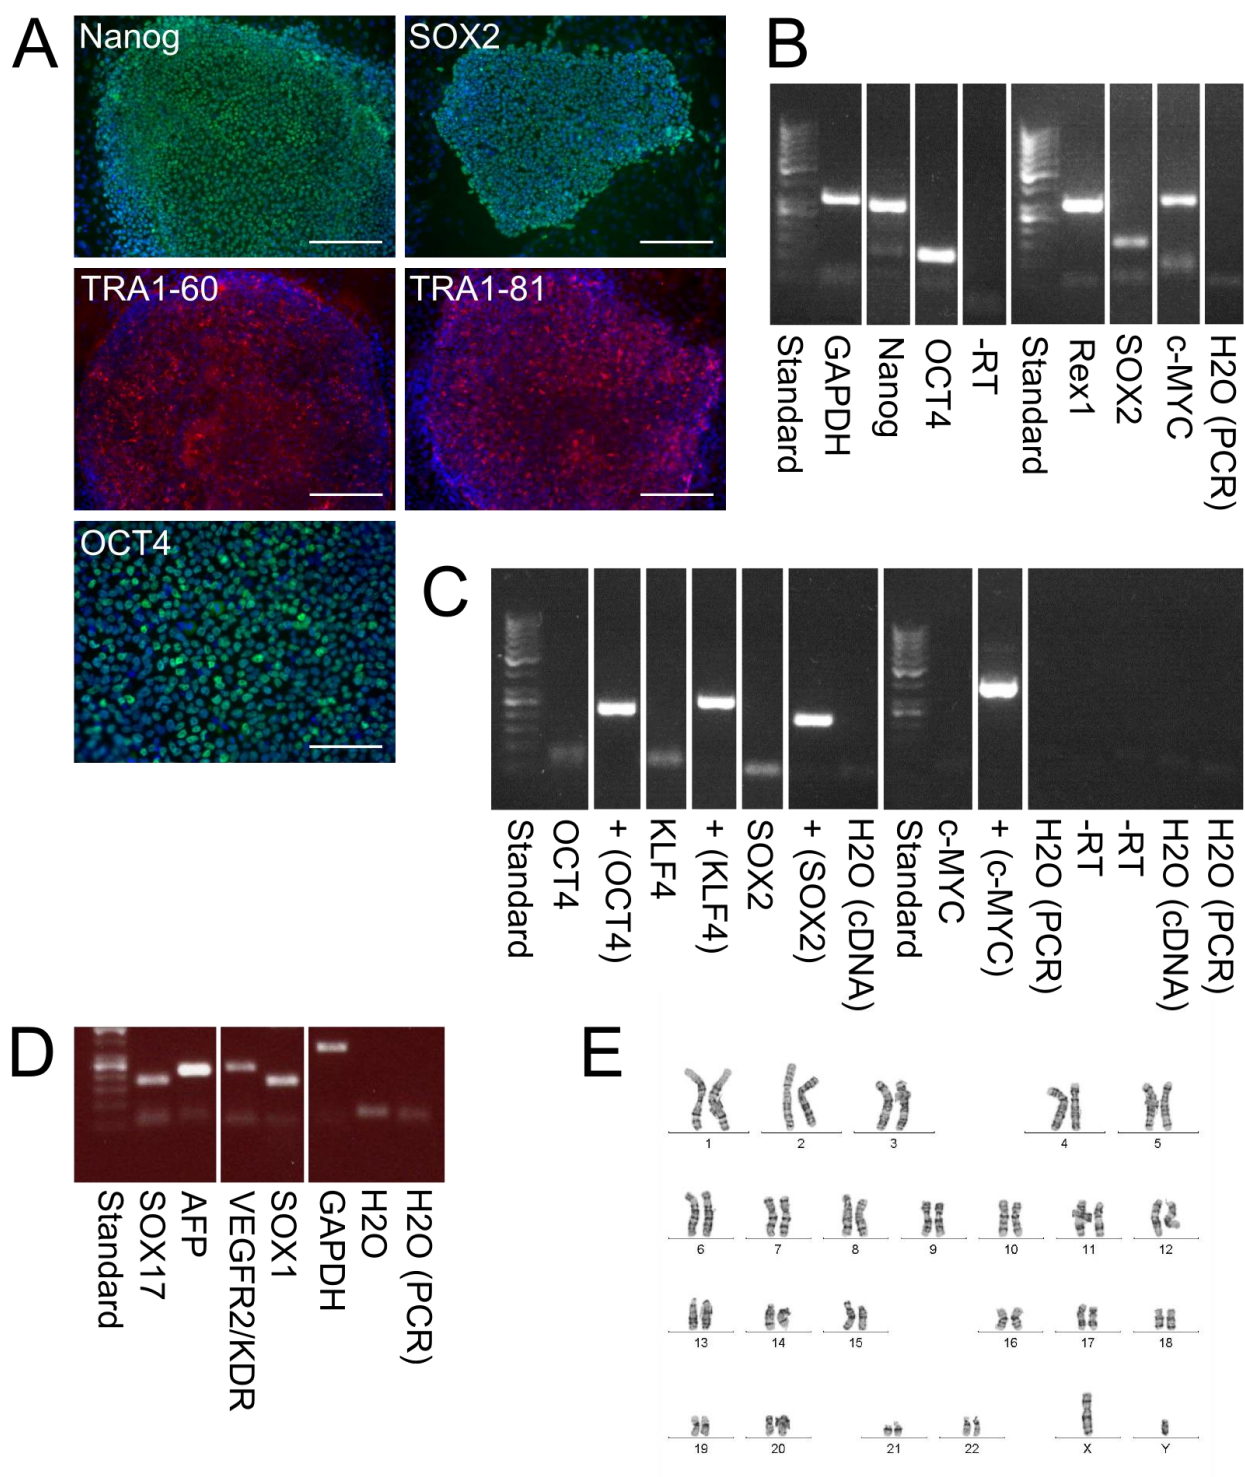 A
Nanog
SOX2
TRA1-60
TRA1-81
OCT4
B
Standard
GAPDH
Nanog
OCT4
-RT
Standard
Rex1
SOX2
c-MYC
H2O (PCR)
C
Standard
OCT4
+ (OCT4)
KLF4
+ (KLF4)
SOX2
+ (SOX2)
H2O (cDNA)
Standard
c-MYC
+ (c-MYC)
H2O (PCR)
-RT
-RT
H2O (cDNA)
H2O (PCR)
D
Standard
SOX17
AFP
VEGFR2/KDR
SOX1
GAPDH
H2O
H2O (PCR)
E
1 2 3 4 5
6 7 8 9 10 11 12
13 14 15 16 17 18
19 20 21 22 X Y